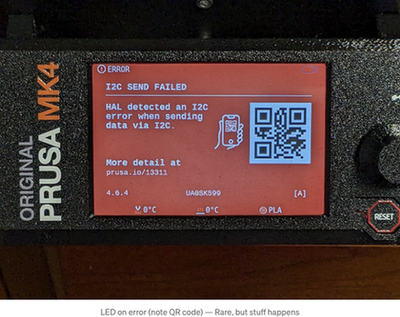 ERROR
I2C SEND FAILED
HAL detected an I2C
error when sending
data via I2C.
More detail at
prusa.io/13311
4.6.4 UA0SK599 [A]
0°C 0°C PLA
ORIGINAL
PRUSA MK4
RESET
LED on error (note QR code) — Rare, but stuff happens